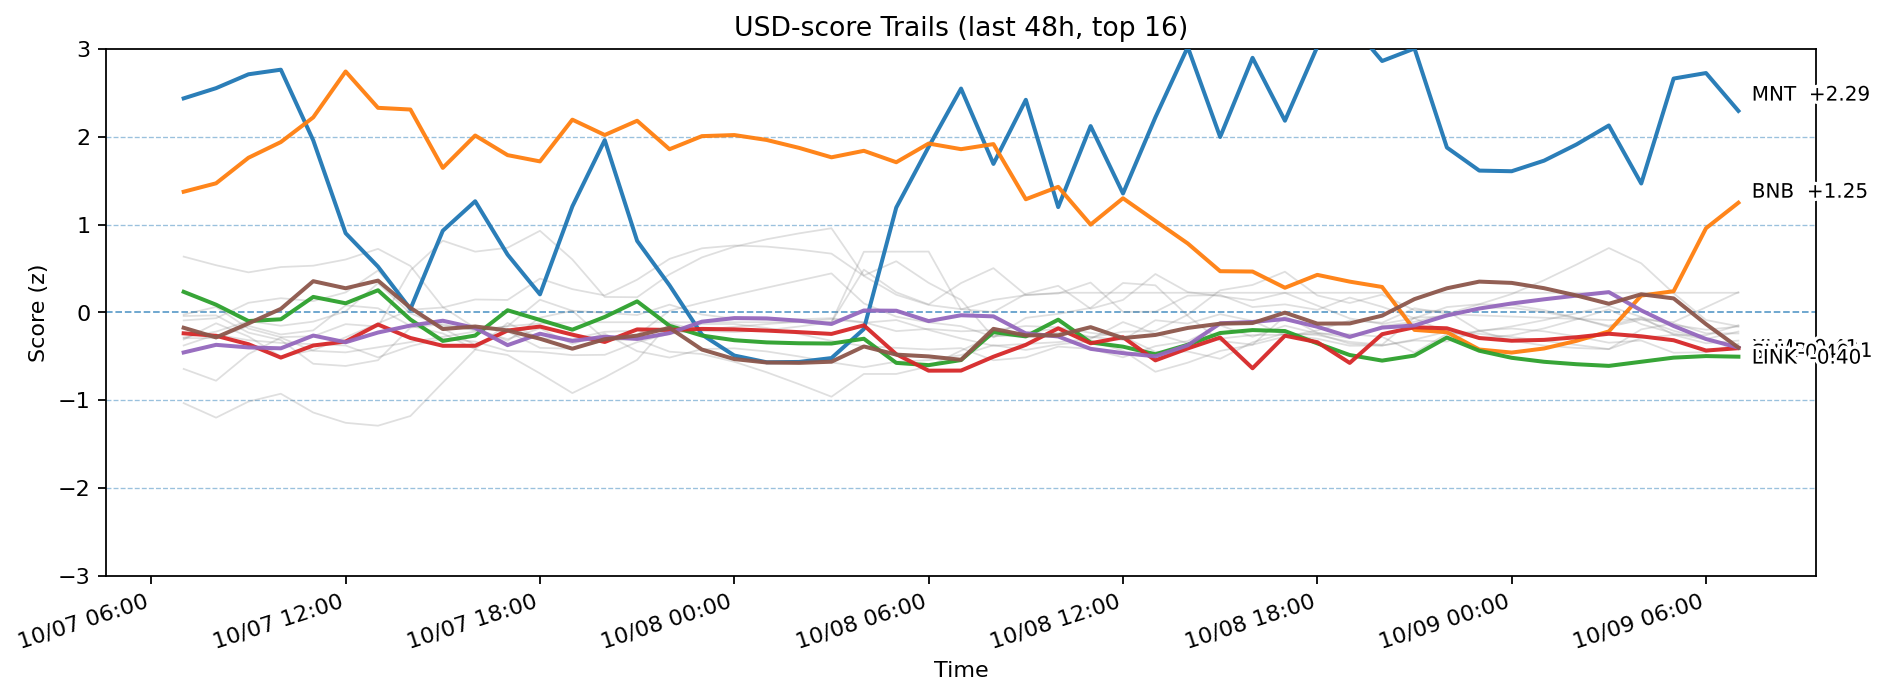 USD-score Trails (last 48h, top 16)
Score (z)
3
2
1
0
−1
−2
−3
MNT +2.29
BNB +1.25
LINK -0.40
10/07 06:00
10/07 12:00
10/07 18:00
10/08 00:00
10/08 06:00
10/08 12:00
10/08 18:00
10/09 00:00
10/09 06:00
Time